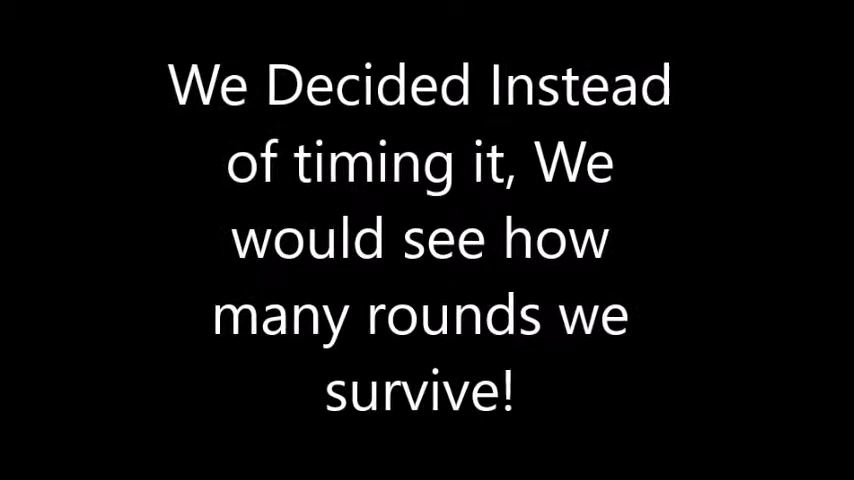 We Decided Instead
of timing it, We
would see how
many rounds we
survive!